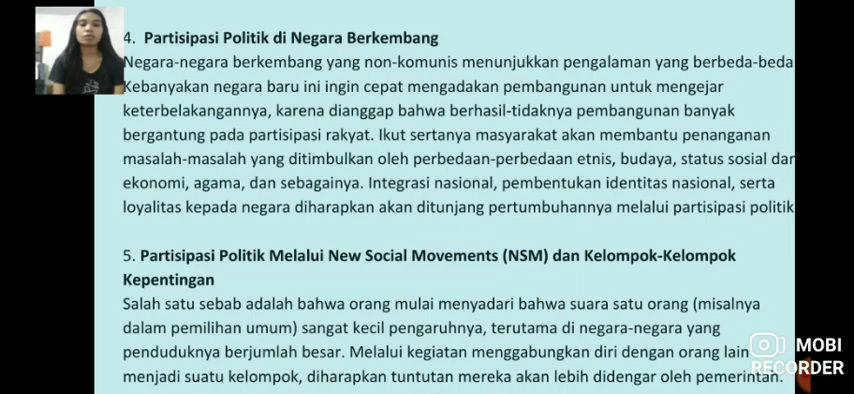 4. Partisipasi Politik di Negara Berkembang
Negara-negara berkembang yang non-komunis menunjukkan pengalaman yang berbeda-beda
Kebanyakan negara baru ini ingin cepat mengadakan pembangunan untuk mengejar
keterbelakangannya, karena dianggap bahwa berhasil-tidaknya pembangunan banyak
bergantung pada partisipasi rakyat. Ikut sertanya masyarakat akan membantu penanganan
masalah-masalah yang ditimbulkan oleh perbedaan-perbedaan etnis, budaya, status sosial dan
ekonomi, agama, dan sebagainya. Integrasi nasional, pembentukan identitas nasional, serta
loyalitas kepada negara diharapkan akan ditunjang pertumbuhannya melalui partisipasi politik
5. Partisipasi Politik Melalui New Social Movements (NSM) dan Kelompok-Kelompok
Kepentingan
Salah satu sebab adalah bahwa orang mulai menyadari bahwa suara satu orang (misalnya
dalam pemilihan umum) sangat kecil pengaruhnya, terutama di negara-negara yang
penduduknya berjumlah besar. Melalui kegiatan menggabungkan diri dengan orang lain
menjadi suatu kelompok, diharapkan tuntutan mereka akan lebih didengar oleh pemerintah.
MOBI
RECORDER